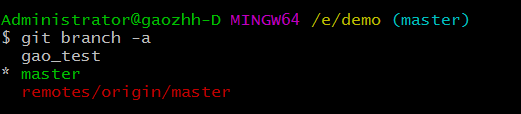 Administrator@gaozhh-D MINGW64 /e/demo (master)
$ git branch -a
  gao_test
* master
  remotes/origin/master